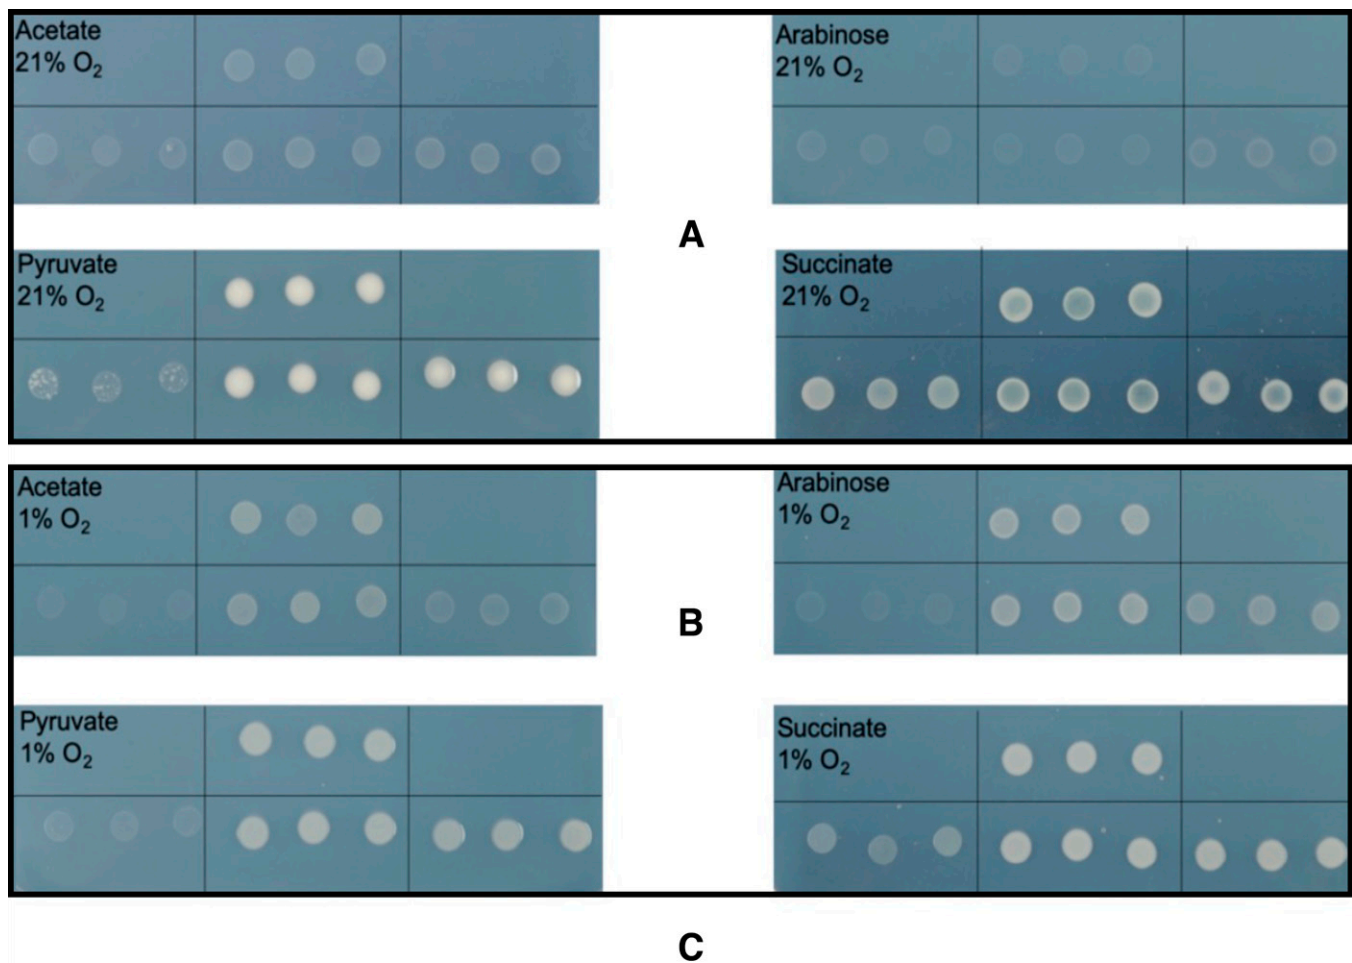 Acetate
21% O₂
Arabinose
21% O₂
A
Pyruvate
21% O₂
Succinate
21% O₂
Acetate
1% O₂
Arabinose
1% O₂
B
Pyruvate
1% O₂
Succinate
1% O₂
C